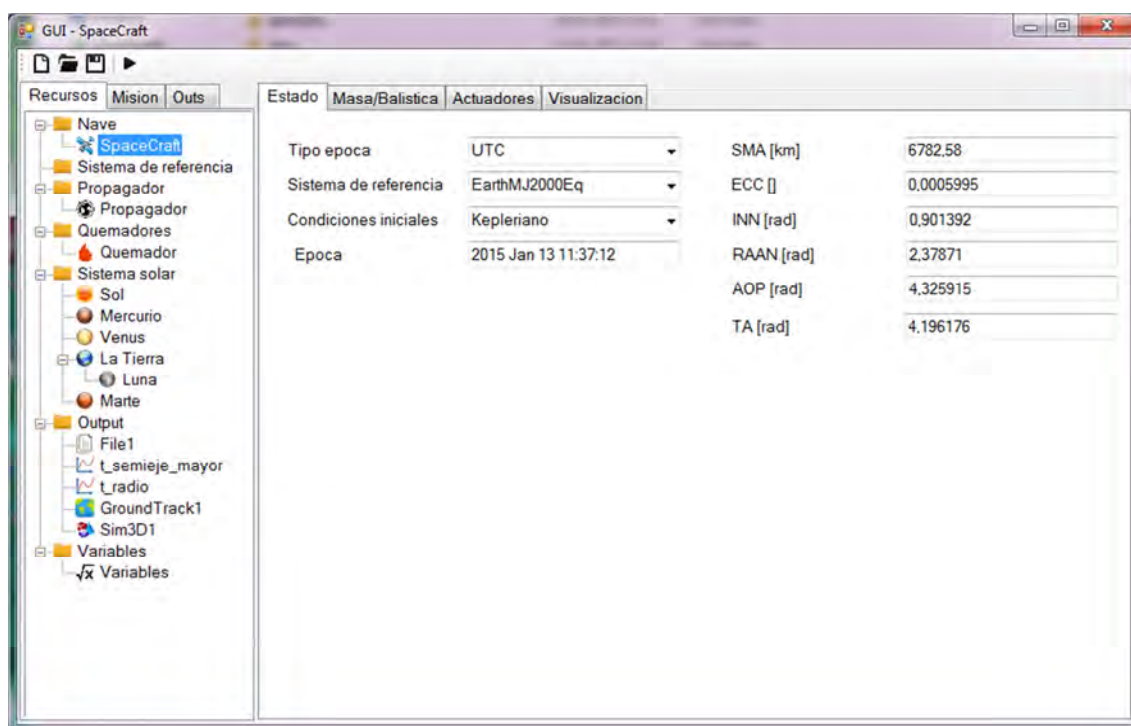 GUI - SpaceCraft
Recursos Mision Outs
Nave
SpaceCraft
Sistema de referencia
Propagador
Propagador
Quemadores
Quemador
Sistema solar
Sol
Mercurio
Venus
La Tierra
Luna
Marte
Output
File1
t_semieje_mayor
t_radio
GroundTrack1
Sim3D1
Variables
√x Variables
Estado Masa/Balistica Actuadores Visualizacion
Tipo epoca UTC
Sistema de referencia EarthMJ2000Eq
Condiciones iniciales Kepleriano
Epoca 2015 Jan 13 11:37:12
SMA [km] 6782,58
ECC [] 0,0005995
INN [rad] 0,901392
RAAN [rad] 2,37871
AOP [rad] 4,325915
TA [rad] 4,196176